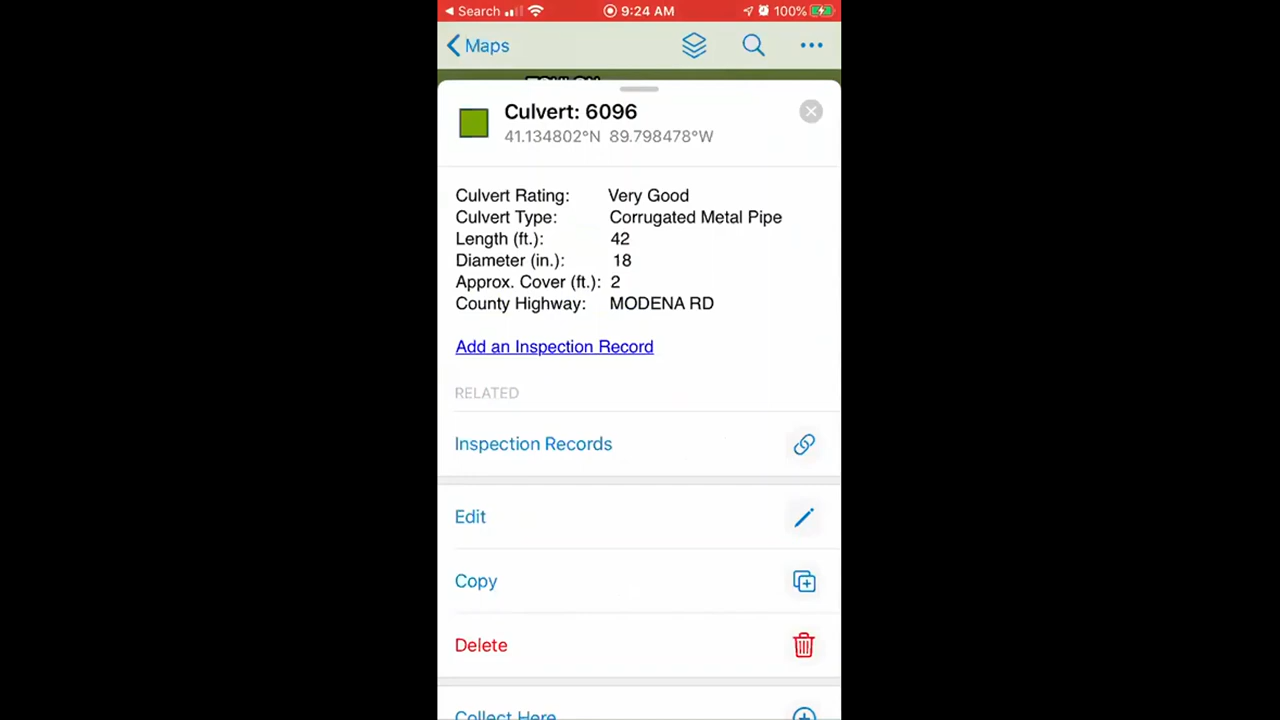 Search 9:24 AM 100%
Maps
Culvert: 6096
41.134802°N 89.798478°W
Culvert Rating: Very Good
Culvert Type: Corrugated Metal Pipe
Length (ft.): 42
Diameter (in.): 18
Approx. Cover (ft.): 2
County Highway: MODENA RD
Add an Inspection Record
RELATED
Inspection Records
Edit
Copy
Delete
Collect Here